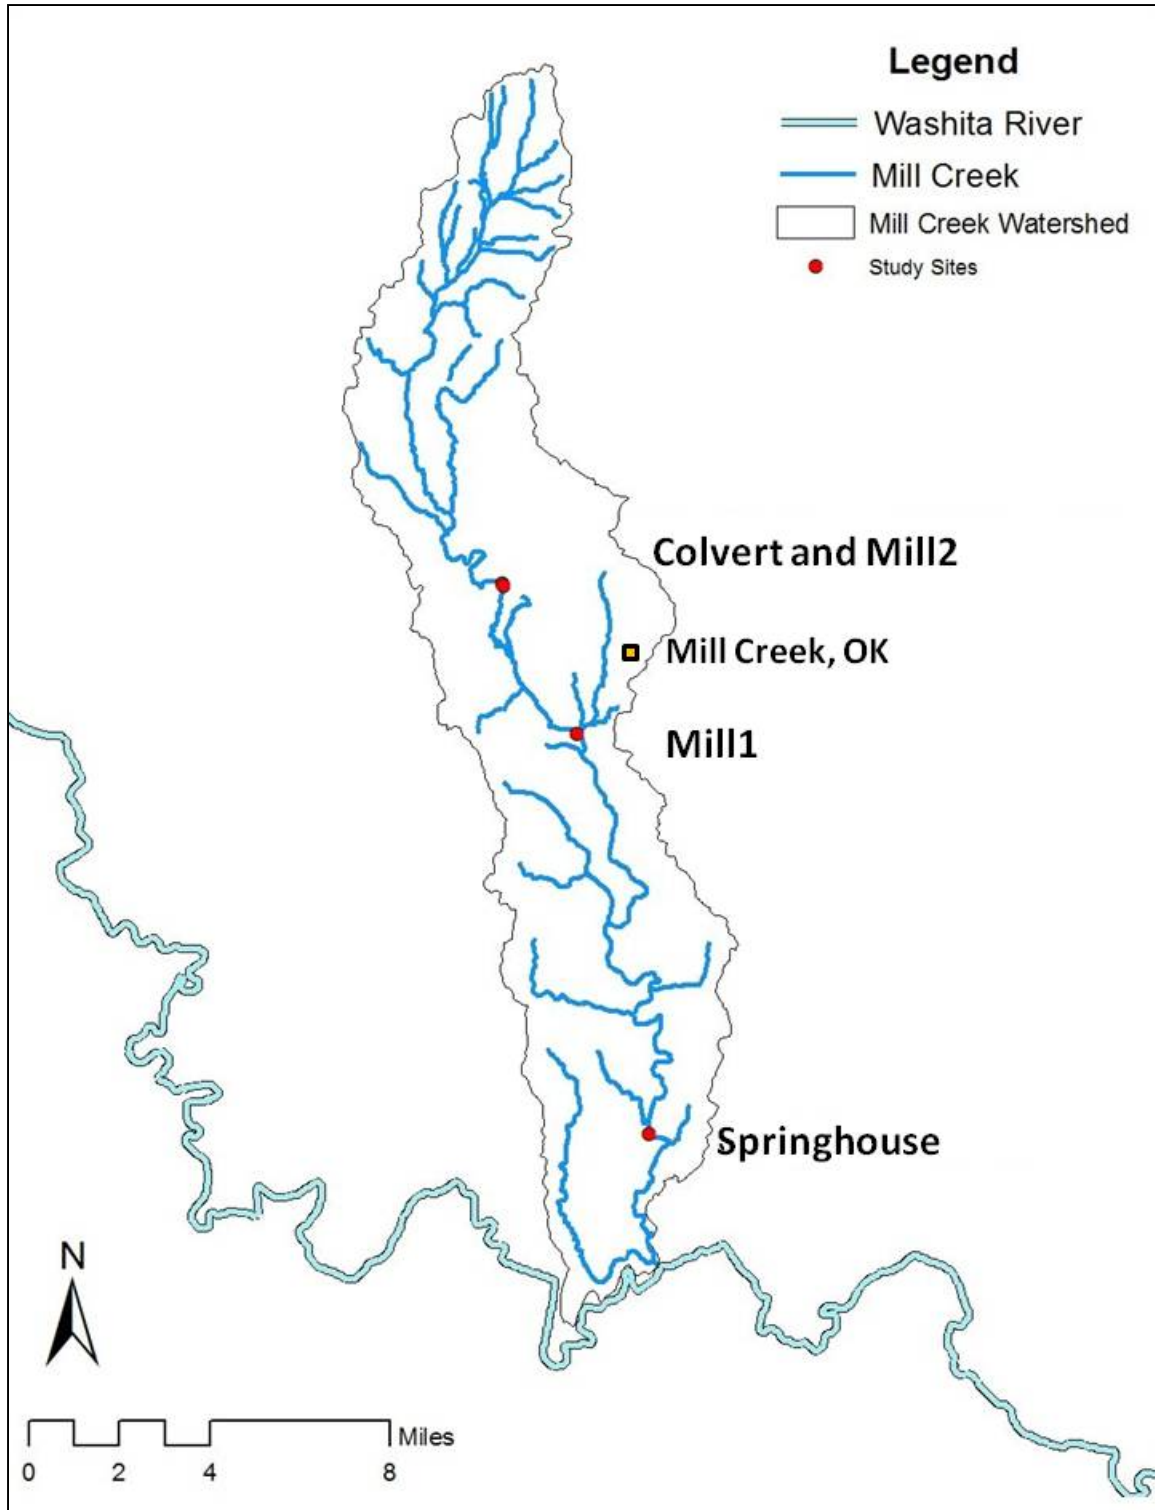 Legend
Washita River
Mill Creek
Mill Creek Watershed
Study Sites
Colvert and Mill2
Mill Creek, OK
Mill1
Springhouse
N
Miles
0 2 4 8